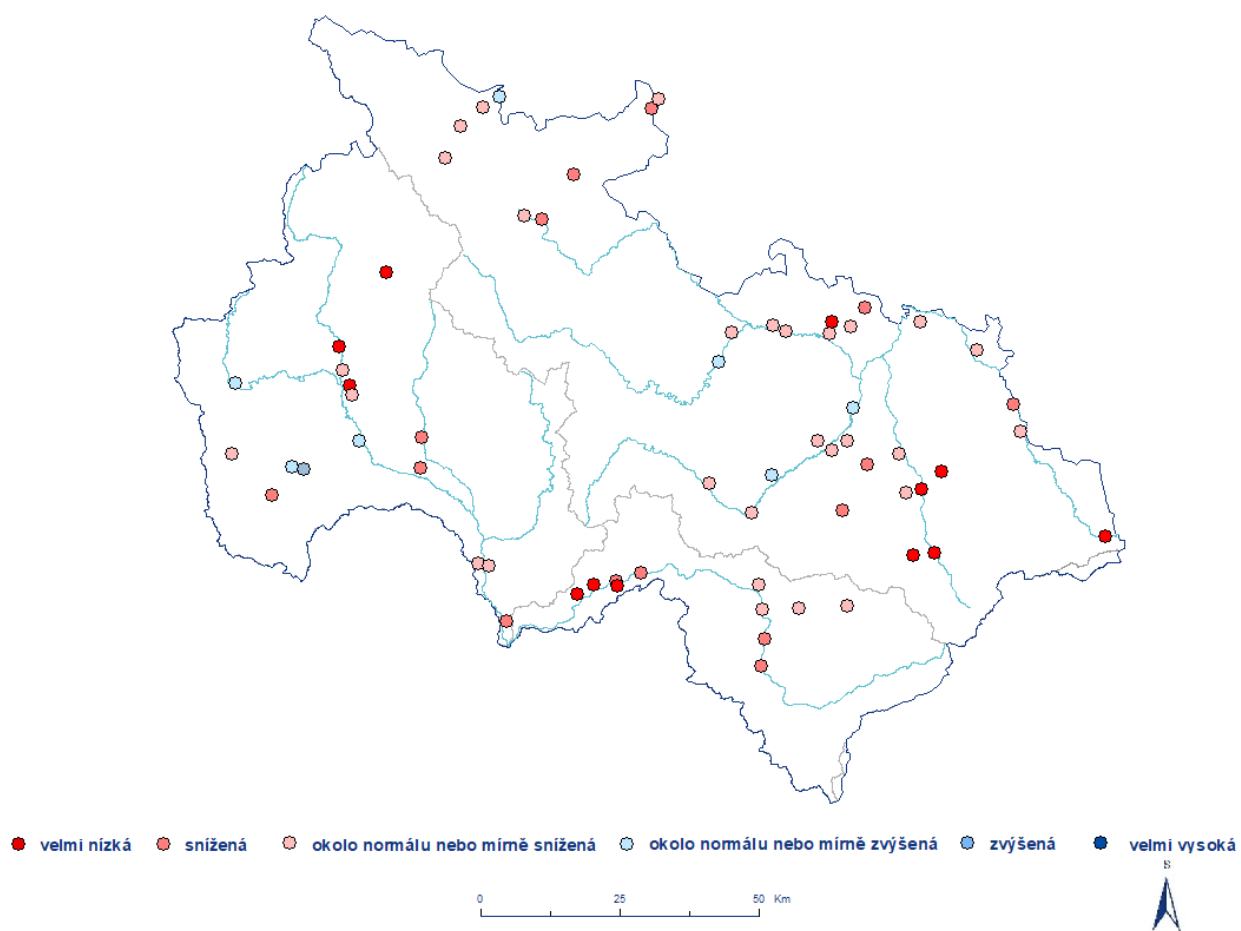 velmi nízká
snížená
okolo normálu nebo mírně snížená
okolo normálu nebo mírně zvýšená
zvýšená
velmi vysoká
S
0 25 50 Km